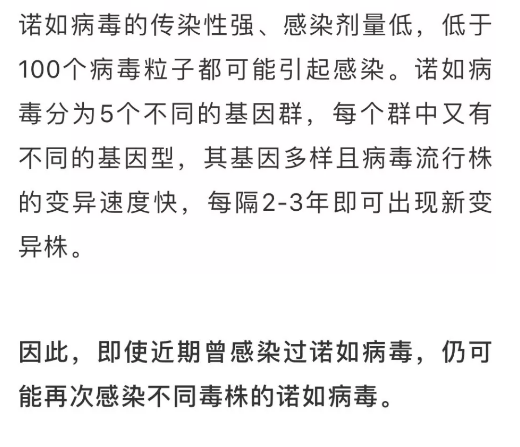 诺如病毒的传染性强、感染剂量低，低于
100个病毒粒子都可能引起感染。诺如病
毒分为5个不同的基因群，每个群中又有
不同的基因型，其基因多样且病毒流行株
的变异速度快，每隔2-3年即可出现新变
异株。
因此，即使近期曾感染过诺如病毒，仍可
能再次感染不同毒株的诺如病毒。